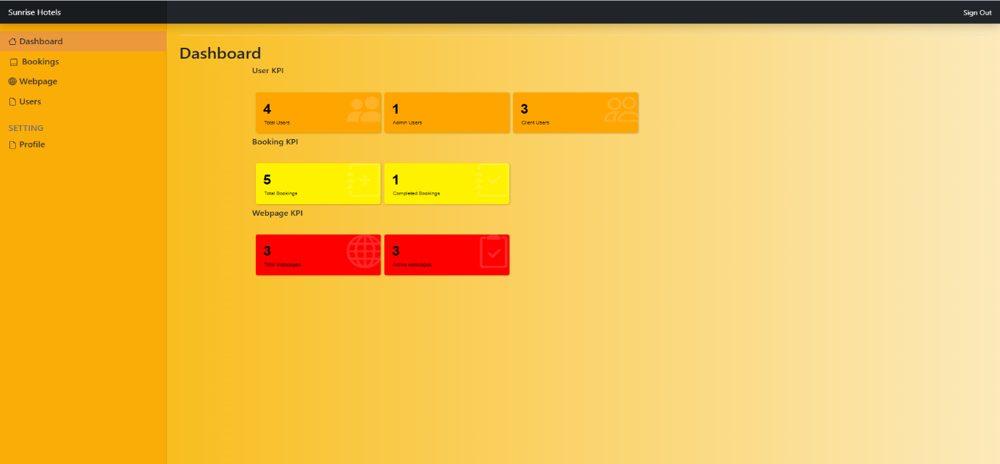 Sunrise Hotels
Sign Out
Dashboard
Bookings
Webpage
Users
SETTING
Profile
Dashboard
User KPI
4
Total Users
1
Admin Users
3
Client Users
Booking KPI
5
Total Bookings
1
Completed Bookings
Webpage KPI
3
Total Webpages
3
Active webpages